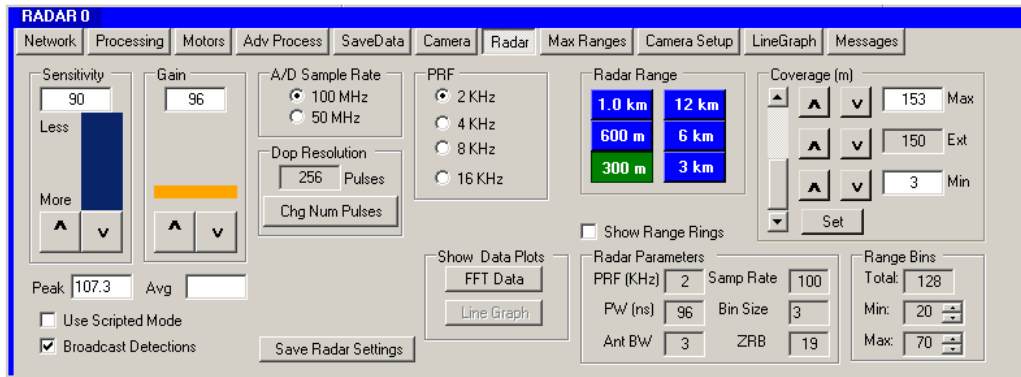 RADAR 0
Network Processing Motors Adv Process SaveData Camera Radar Max Ranges Camera Setup LineGraph Messages
Sensitivity
90
Less
More
ʌ v
Gain
96
ʌ v
A/D Sample Rate
100 MHz
50 MHz
Dop Resolution
256 Pulses
Chg Num Pulses
PRF
2 KHz
4 KHz
8 KHz
16 KHz
Radar Range
1.0 km 12 km
600 m 6 km
300 m 3 km
Show Range Rings
Coverage (m)
ʌ v 153 Max
ʌ v 150 Ext
ʌ v 3 Min
Set
Peak 107.3 Avg
Use Scripted Mode
Broadcast Detections
Save Radar Settings
Show Data Plots
FFT Data
Line Graph
Radar Parameters
PRF (KHz) 2 Samp Rate 100
PW (ns) 96 Bin Size 3
Ant BW 3 ZRB 19
Range Bins
Total: 128
Min: 20
Max: 70